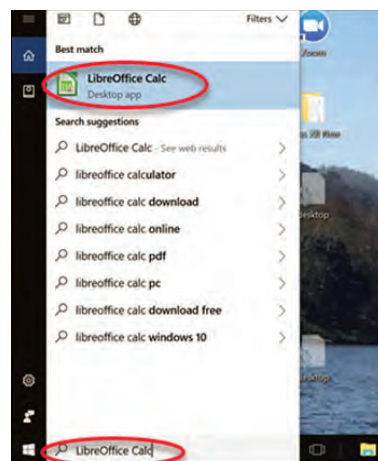 Filters
Best match
LibreOffice Calc
Desktop app
Search suggestions
LibreOffice Calc - See web results
libreoffice calculator
libreoffice calc download
libreoffice calc online
libreoffice calc pdf
libreoffice calc pc
libreoffice calc download free
libreoffice calc windows 10
LibreOffice Calc
Zoom
desktop
desktop